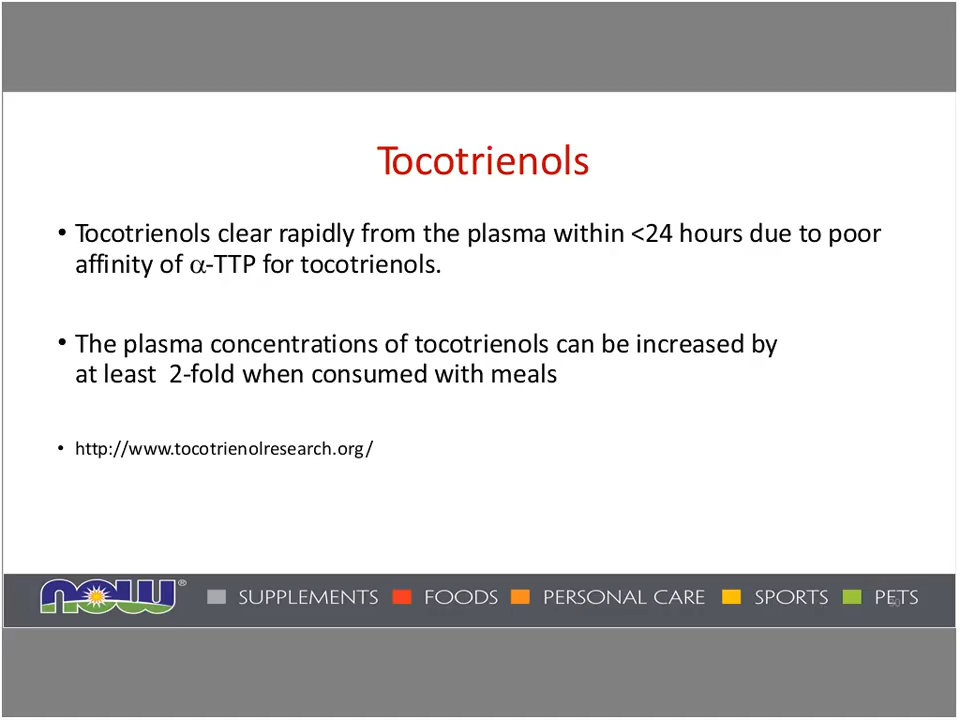 Tocotrienols
• Tocotrienols clear rapidly from the plasma within <24 hours due to poor
affinity of α-TTP for tocotrienols.
• The plasma concentrations of tocotrienols can be increased by
at least  2-fold when consumed with meals
• http://www.tocotrienolresearch.org/
NOW® SUPPLEMENTS FOODS PERSONAL CARE SPORTS PETS